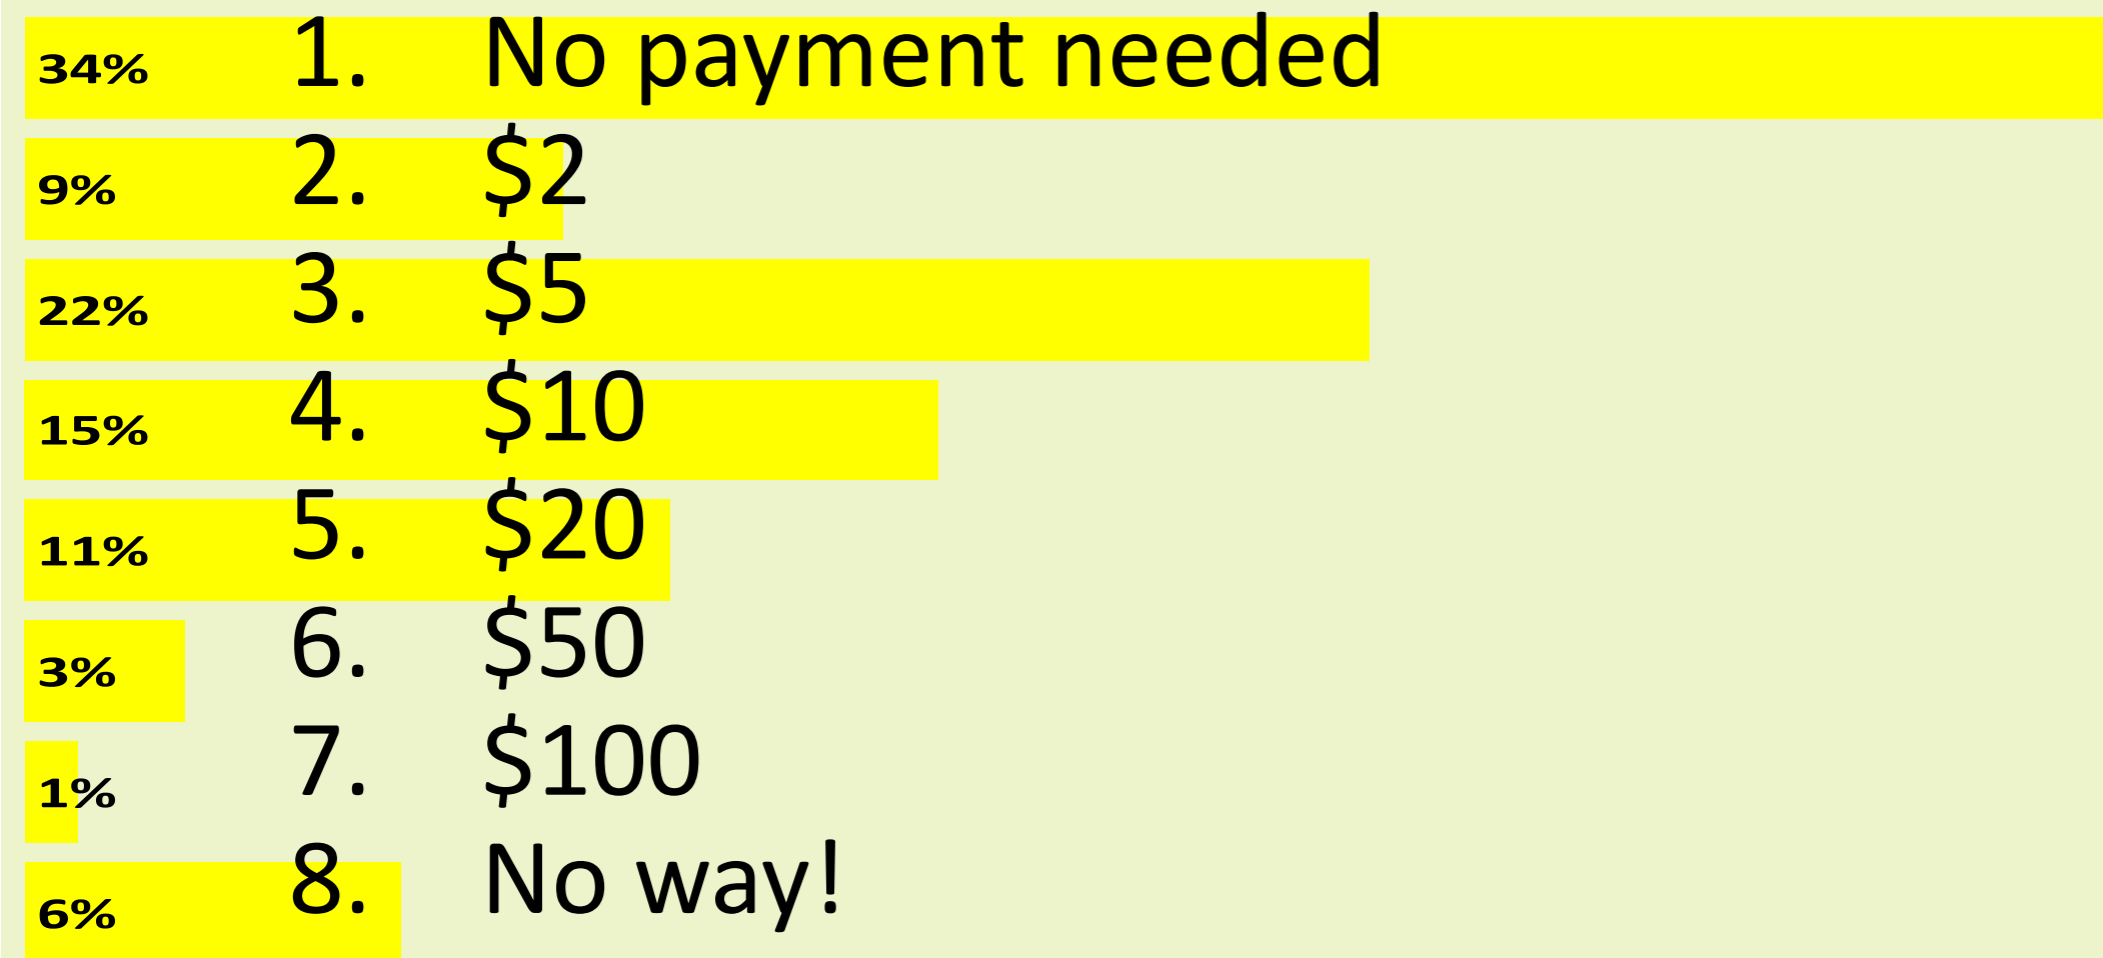 34% 1. No payment needed
9% 2. $2
22% 3. $5
15% 4. $10
11% 5. $20
3% 6. $50
1% 7. $100
6% 8. No way!